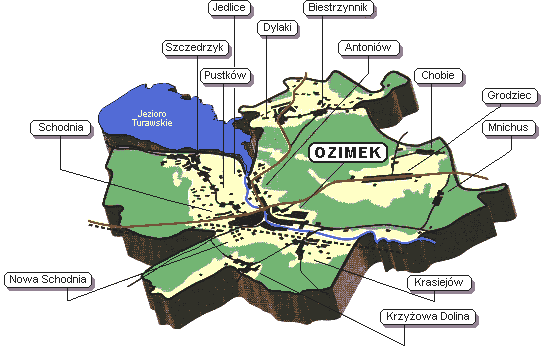 Jedlice
Biestrzynnik
Dylaki
Szczedrzyk
Antoniów
Pustków
Chobie
Grodziec
Jezioro
Turawskie
Schodnia
Mnichus
OZIMEK
Nowa Schodnia
Krasiejów
Krzyżowa Dolina